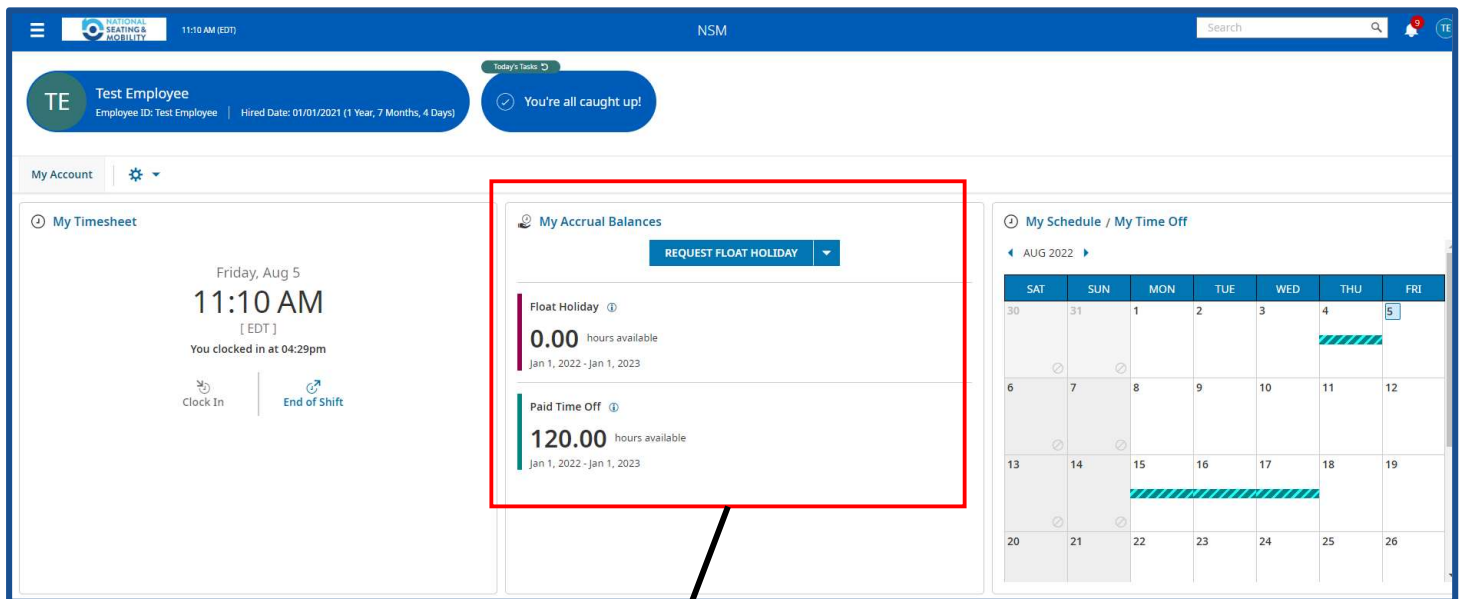 NATIONAL
SEATING &
MOBILITY
11:10 AM (EDT)
NSM
Search
9
TE
Today's Tasks
TE
Test Employee
Employee ID: Test Employee | Hired Date: 01/01/2021 (1 Year, 7 Months, 4 Days)
You're all caught up!
My Account
My Timesheet
Friday, Aug 5
11:10 AM
[ EDT ]
You clocked in at 04:29pm
Clock In
End of Shift
My Accrual Balances
REQUEST FLOAT HOLIDAY
Float Holiday
0.00 hours available
Jan 1, 2022 - Jan 1, 2023
Paid Time Off
120.00 hours available
Jan 1, 2022 - Jan 1, 2023
My Schedule / My Time Off
AUG 2022
SAT SUN MON TUE WED THU FRI
30 31 1 2 3 4 5
6 7 8 9 10 11 12
13 14 15 16 17 18 19
20 21 22 23 24 25 26